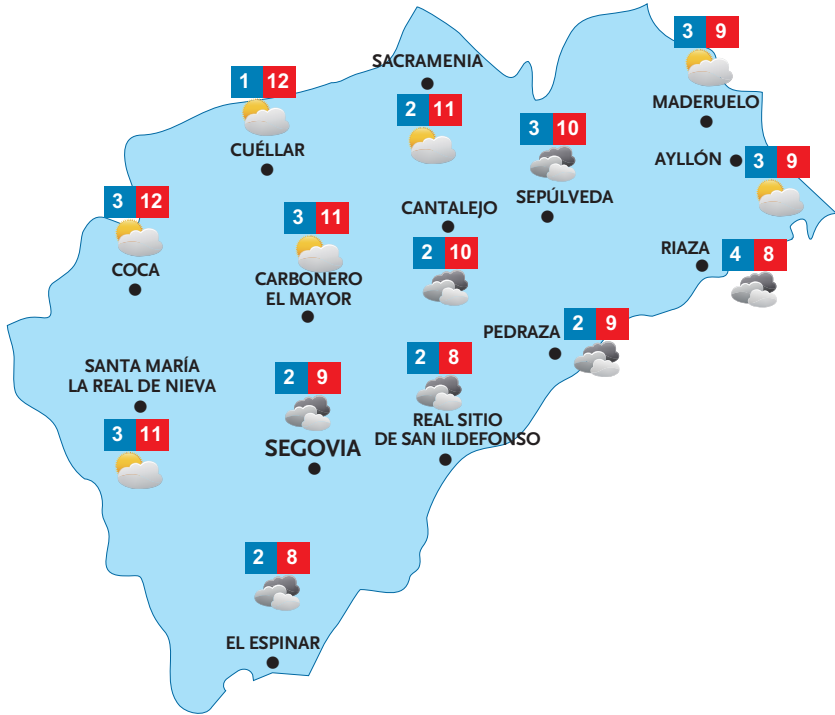 3 9
MADERUELO
SACRAMENIA
2 11
1 12
CUÉLLAR
3 10
SEPÚLVEDA
AYLLÓN
3 9
3 12
COCA
3 11
CARBONERO
EL MAYOR
CANTALEJO
2 10
RIAZA
4 8
PEDRAZA
2 9
SANTA MARÍA
LA REAL DE NIEVA
3 11
2 9
SEGOVIA
2 8
REAL SITIO
DE SAN ILDEFONSO
2 8
EL ESPINAR